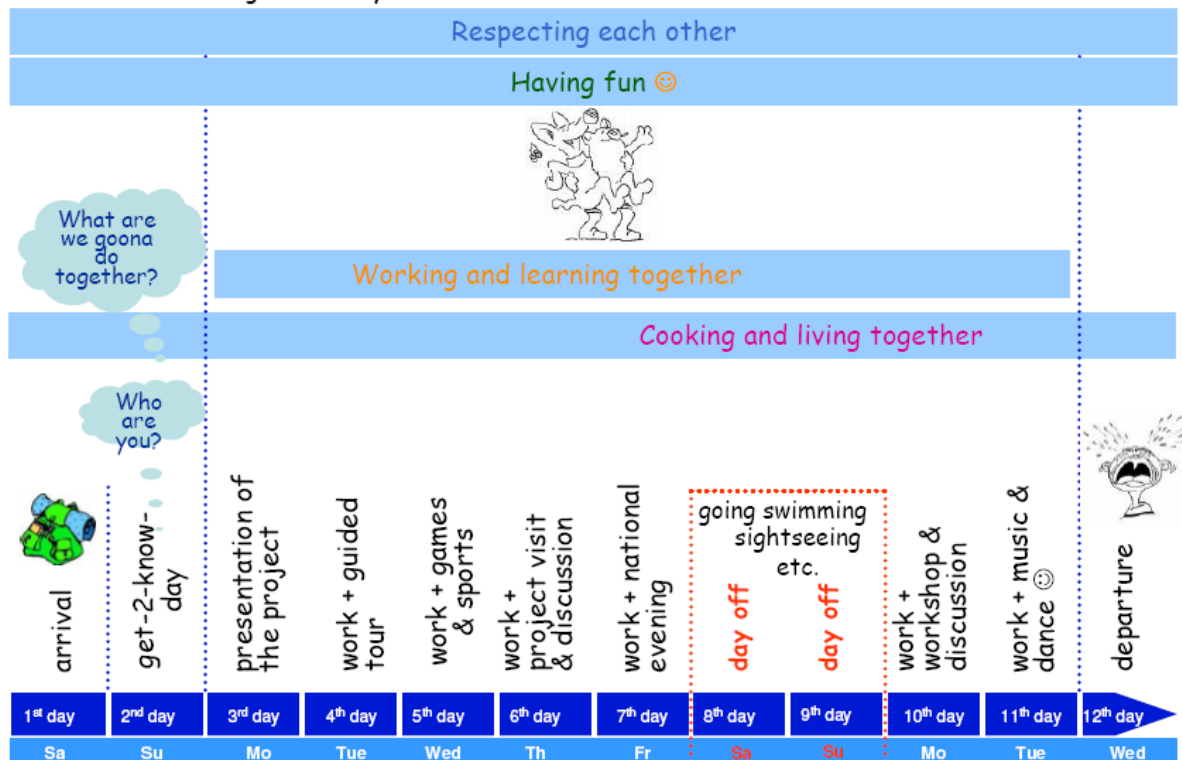 Respecting each other
Having fun ☺
What are
we goona
do
together?
Working and learning together
Cooking and living together
Who
are
you?
arrival
get-2-know-
day
presentation of
the project
work + guided
tour
work + games
& sports
work +
project visit
& discussion
work + national
evening
going swimming
sightseeing
etc.
day off
day off
work +
workshop &
discussion
work + music &
dance ☺
departure
1st day
2nd day
3rd day
4th day
5th day
6th day
7th day
8th day
9th day
10th day
11th day
12th day
Sa
Su
Mo
Tue
Wed
Th
Fr
Sa
Su
Mo
Tue
Wed